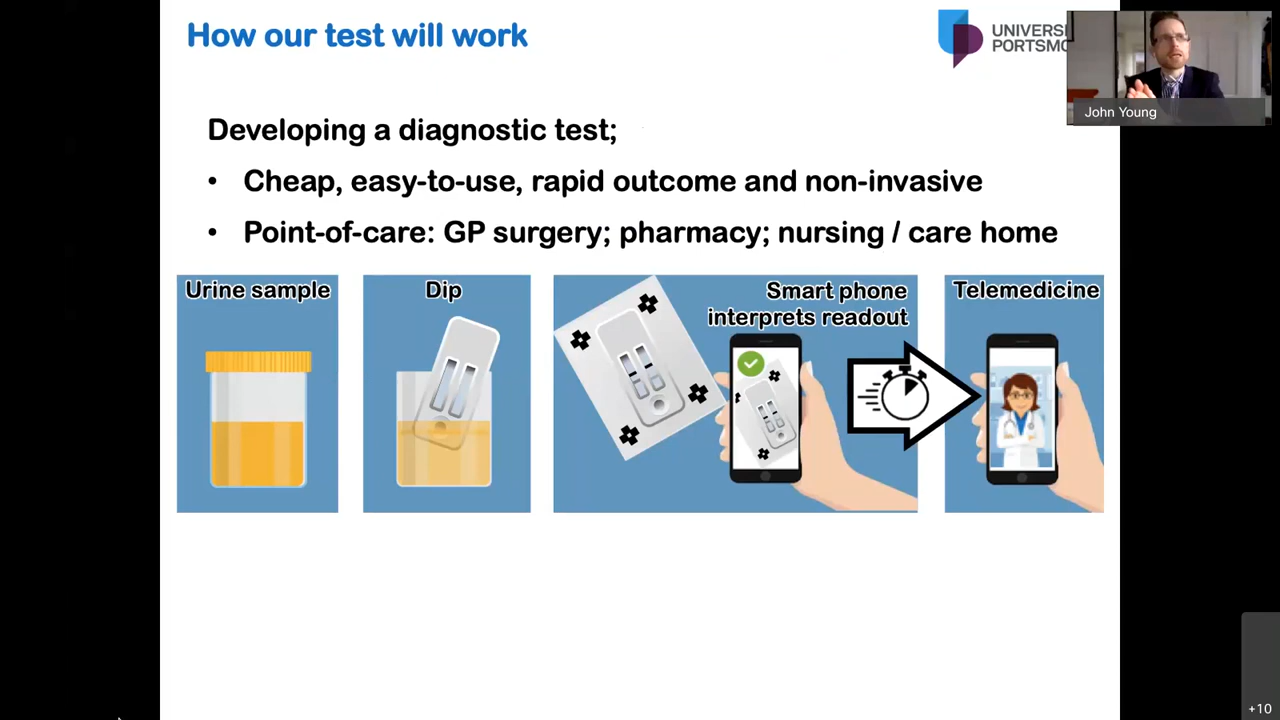 How our test will work
UNIVERSI
PORTSMO
John Young
Developing a diagnostic test;
• Cheap, easy-to-use, rapid outcome and non-invasive
• Point-of-care: GP surgery; pharmacy; nursing / care home
Urine sample
Dip
Smart phone
interprets readout
Telemedicine
+10